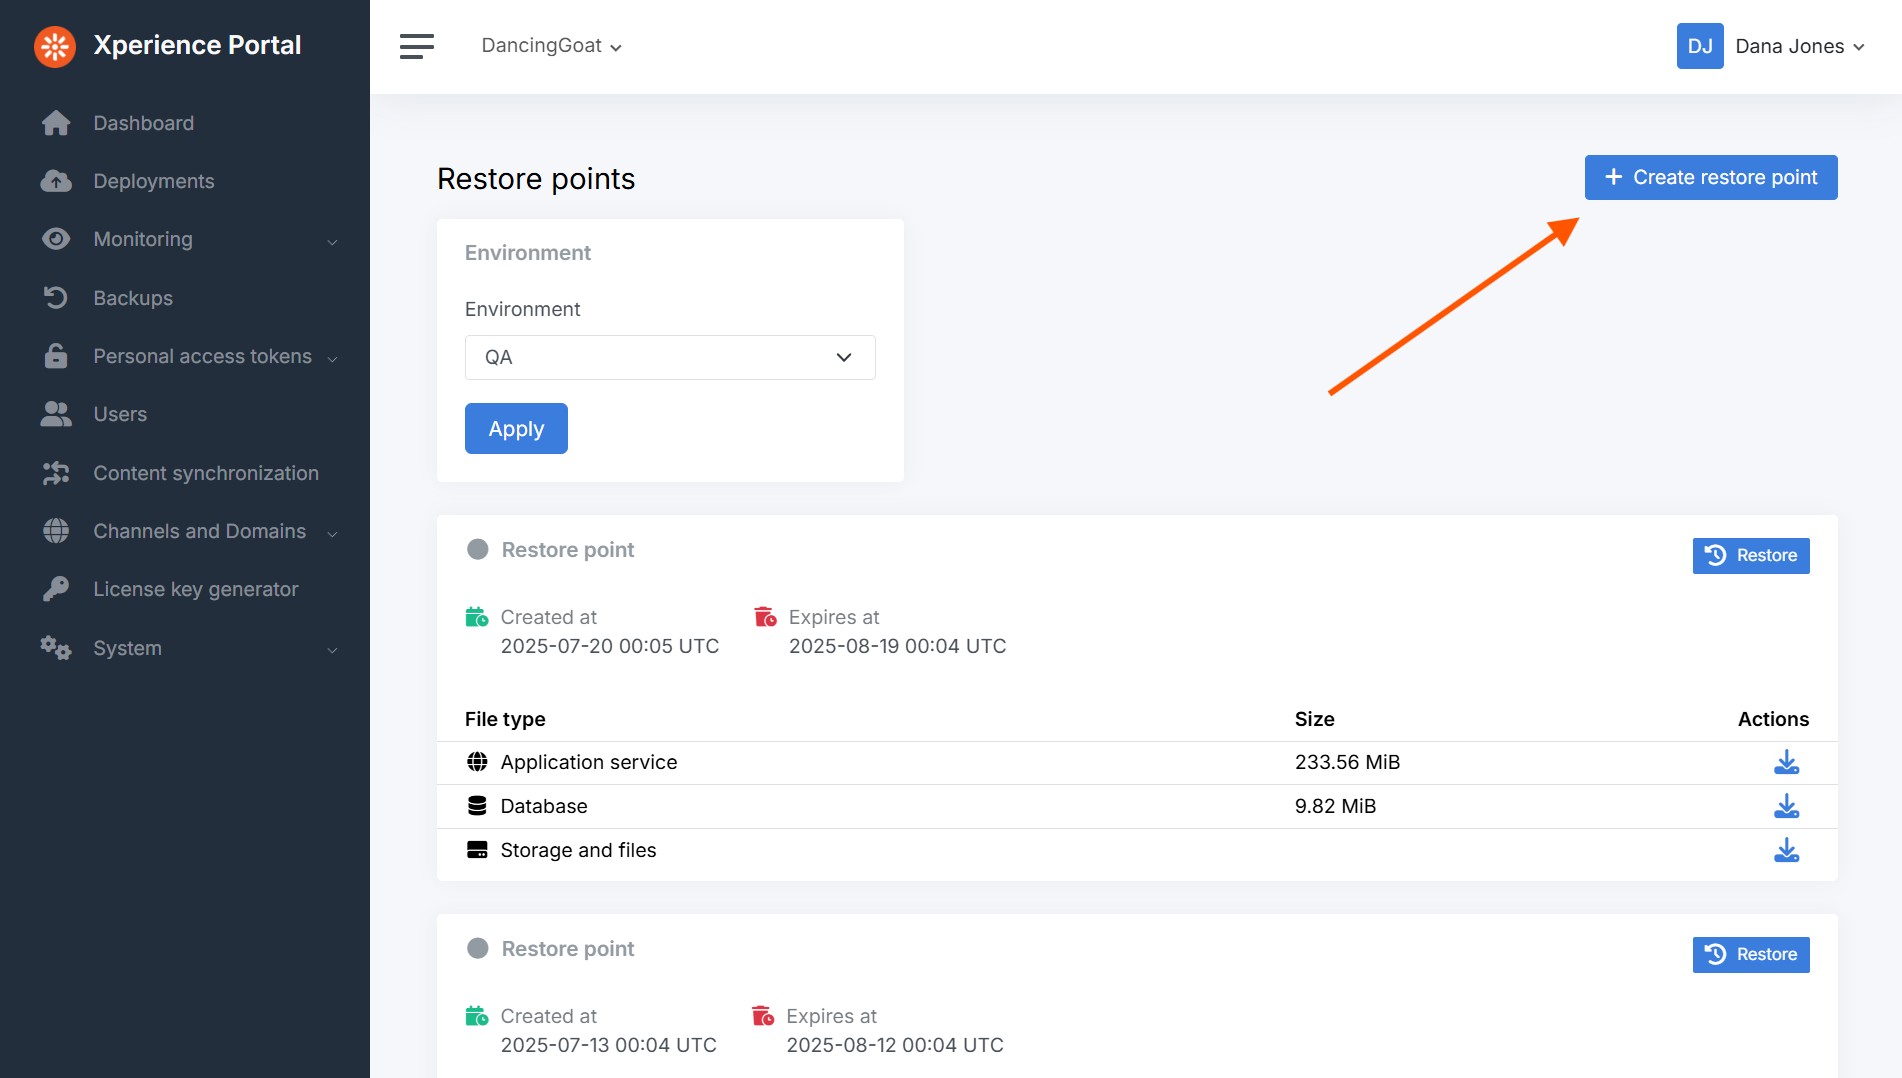 Xperience Portal
DancingGoat
DJ
Dana Jones
Dashboard
Deployments
Monitoring
Backups
Personal access tokens
Users
Content synchronization
Channels and Domains
License key generator
System
Restore points
Create restore point
Environment
Environment
QA
Apply
Restore point
Restore
Created at
2025-07-20 00:05 UTC
Expires at
2025-08-19 00:04 UTC
File type Size Actions
Application service 233.56 MiB
Database 9.82 MiB
Storage and files
Restore point
Restore
Created at
2025-07-13 00:04 UTC
Expires at
2025-08-12 00:04 UTC